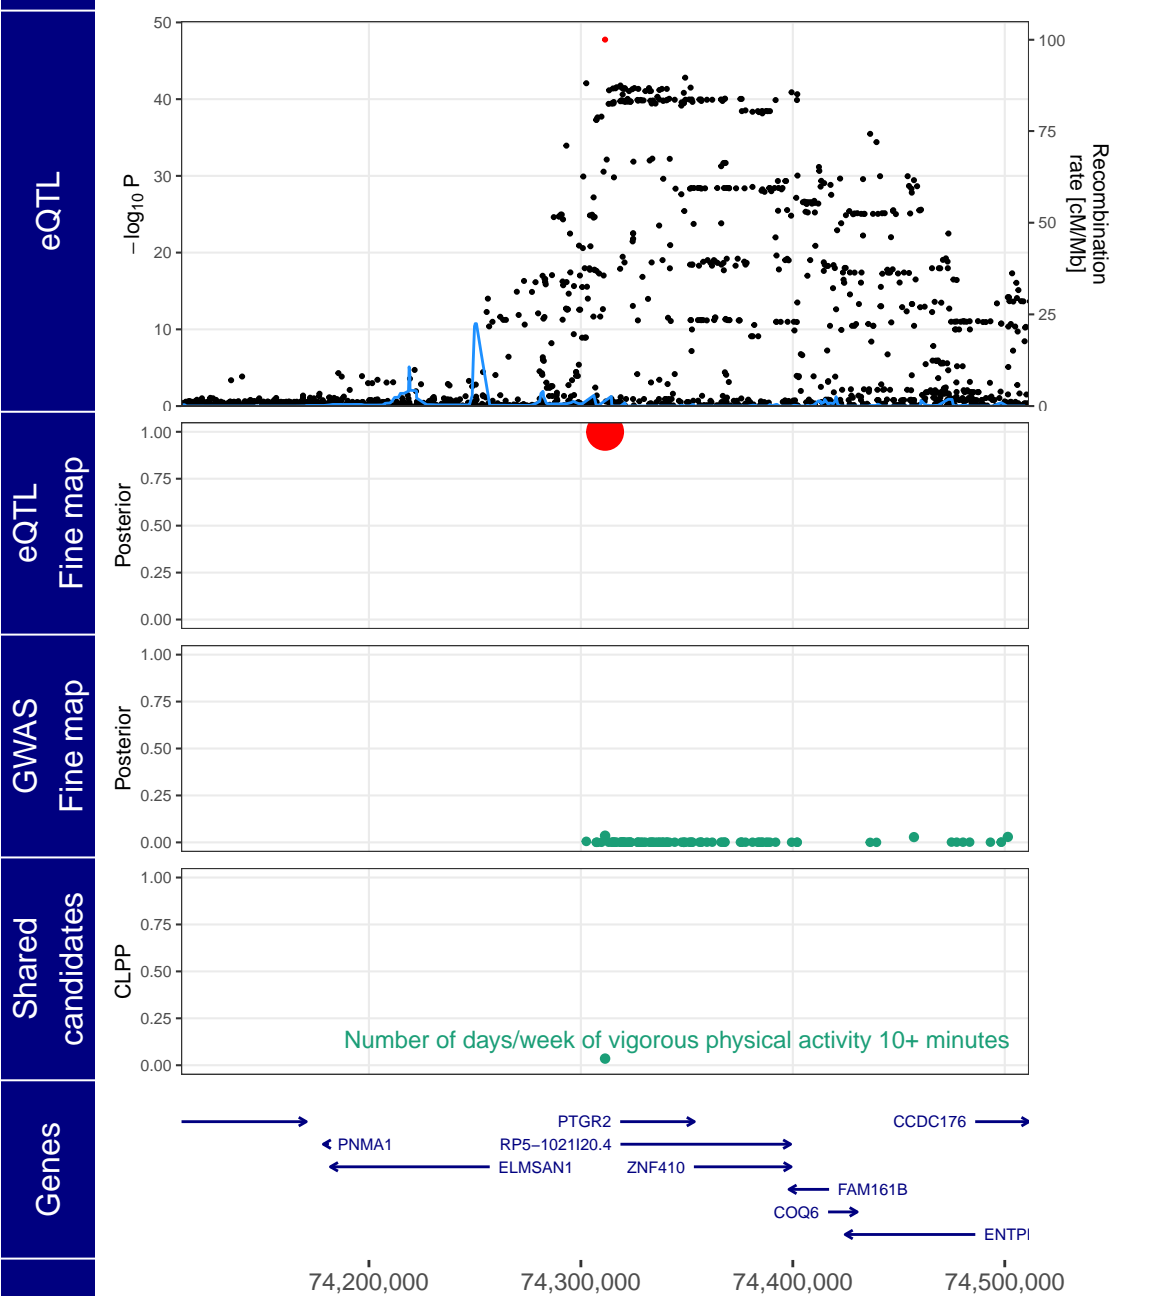 eQTL
50
40
30
20
10
0
−log10 P
100
75
50
25
0
Recombination
rate [cM/Mb]
eQTL
Fine map
Posterior
1.00
0.75
0.50
0.25
0.00
GWAS
Fine map
Posterior
1.00
0.75
0.50
0.25
0.00
Shared
candidates
CLPP
1.00
0.75
0.50
0.25
0.00
Number of days/week of vigorous physical activity 10+ minutes
Genes
PTGR2
CCDC176
PNMA1
RP5−1021I20.4
ELMSAN1
ZNF410
FAM161B
COQ6
ENTPI
74,200,000
74,300,000
74,400,000
74,500,000